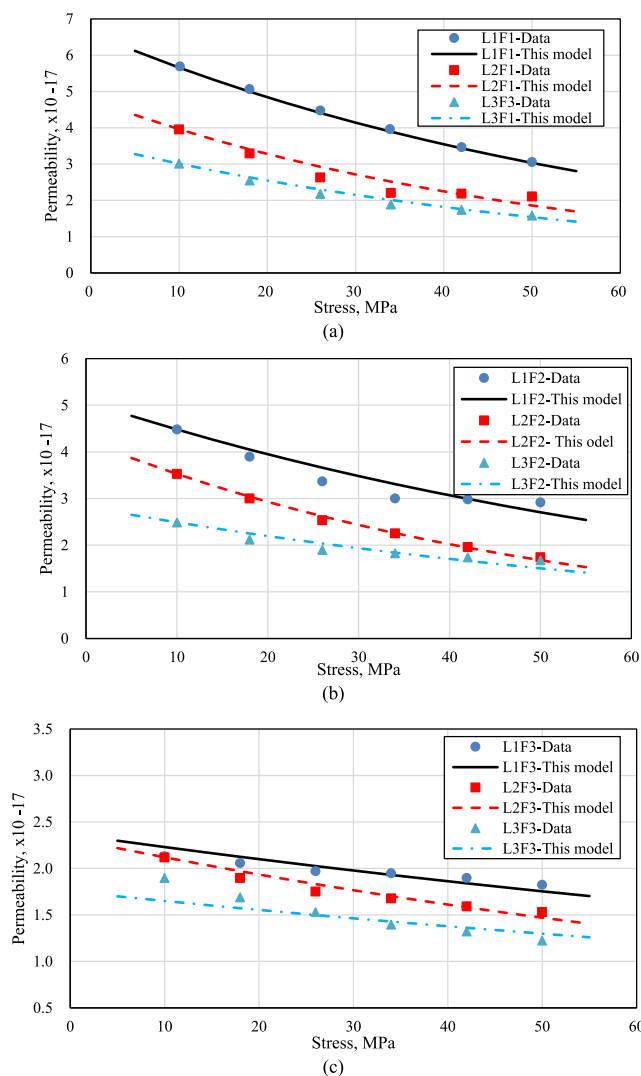 7
6
5
4
3
2
1
0
Permeability, x10 -17
L1F1-Data
L1F1-This model
L2F1-Data
L2F1-This model
L3F3-Data
L3F1-This model
0 10 20 30 40 50 60
Stress, MPa
(a)
6
5
4
3
2
1
0
Permeability, x10 -17
L1F2-Data
L1F2-This model
L2F2-Data
L2F2- This odel
L3F2-Data
L3F2-This model
0 10 20 30 40 50 60
Stress, MPa
(b)
3.5
3.0
2.5
2.0
1.5
1.0
0.5
Permeability, x10 -17
L1F3-Data
L1F3-This model
L2F3-Data
L2F3-This model
L3F3-Data
L3F3-This model
0 10 20 30 40 50 60
Stress, MPa
(c)